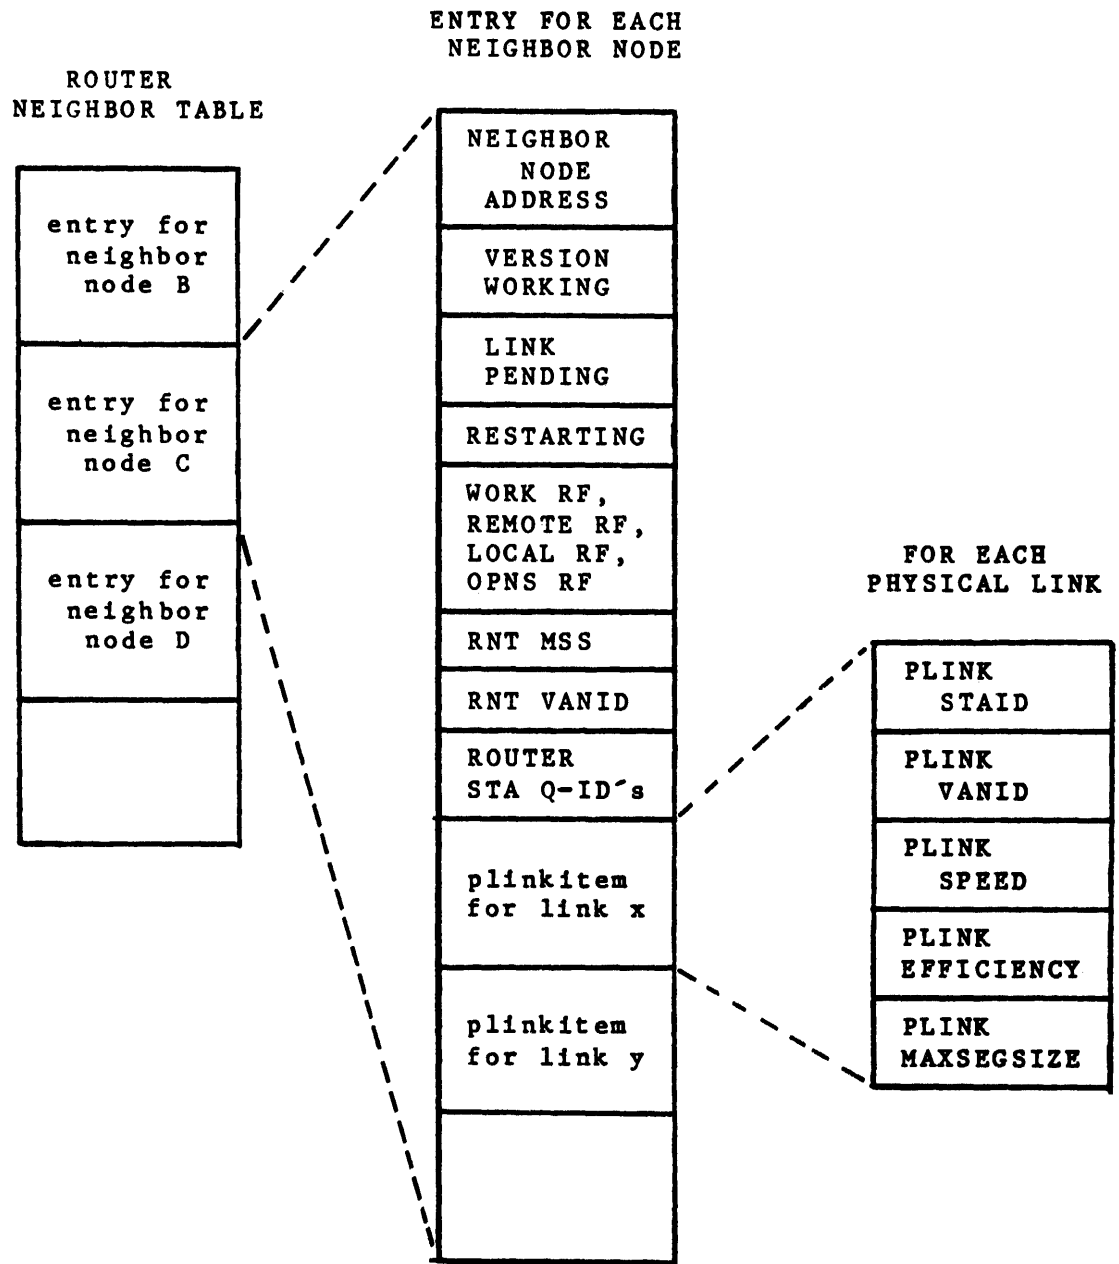 ROUTER
NEIGHBOR TABLE
entry for
neighbor
node B
entry for
neighbor
node C
entry for
neighbor
node D
ENTRY FOR EACH
NEIGHBOR NODE
NEIGHBOR
NODE
ADDRESS
VERSION
WORKING
LINK
PENDING
RESTARTING
WORK RF,
REMOTE RF,
LOCAL RF,
OPNS RF
RNT MSS
RNT VANID
ROUTER
STA Q-ID´s
plinkitem
for link x
plinkitem
for link y
FOR EACH
PHYSICAL LINK
PLINK
STAID
PLINK
VANID
PLINK
SPEED
PLINK
EFFICIENCY
PLINK
MAXSEGSIZE